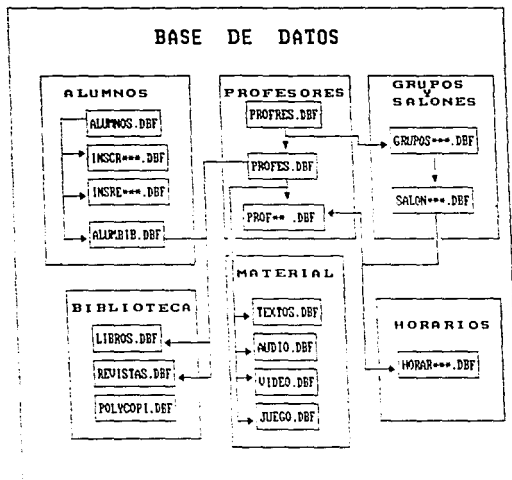 BASE DE DATOS
ALUMNOS
ALUMNOS.DBF
INSCR***.DBF
INSRE***.DBF
ALUMBIB.DBF
PROFESORES
PROFRES.DBF
PROFES.DBF
PROF** .DBF
GRUPOS
Y
SALONES
GRUPOS***.DBF
SALON***.DBF
BIBLIOTECA
LIBROS.DBF
REVISTAS.DBF
POLYCOPI.DBF
MATERIAL
TEXTOS.DBF
AUDIO.DBF
VIDEO.DBF
JUEGO.DBF
HORARIOS
HORAR***.DBF